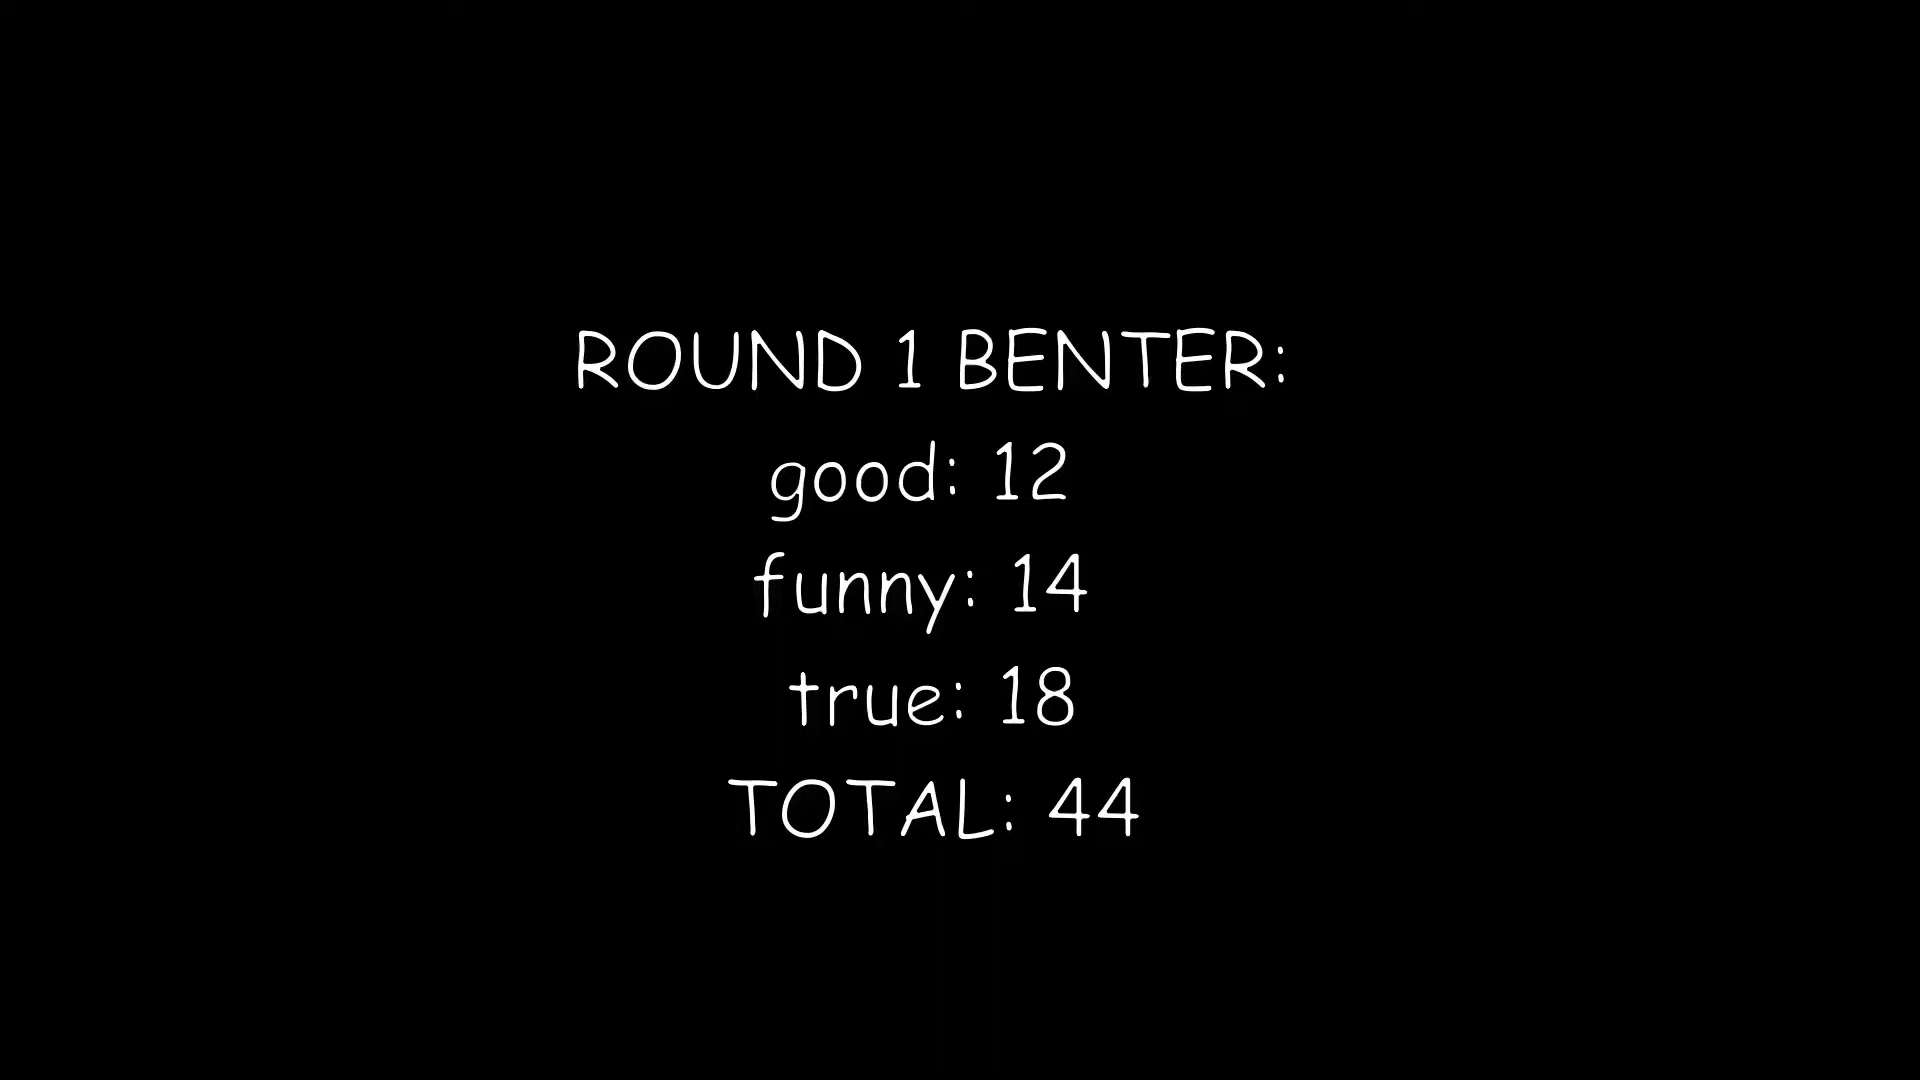 ROUND 1 BENTER:
good: 12
funny: 14
true: 18
TOTAL: 44